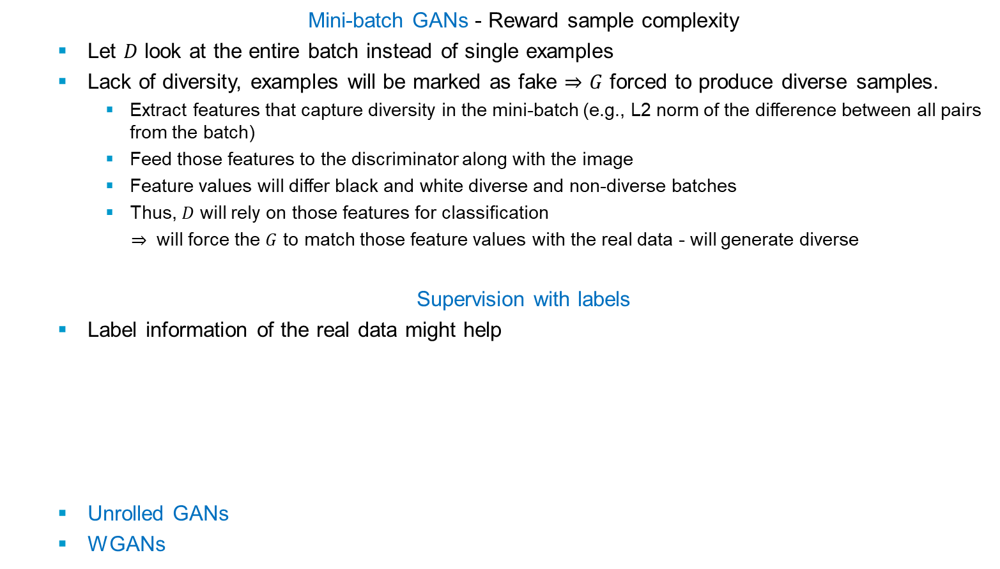 Mini-batch GANs - Reward sample complexity
▪ Let 𝐷 look at the entire batch instead of single examples
▪ Lack of diversity, examples will be marked as fake ⇒ 𝐺 forced to produce diverse samples.
▪ Extract features that capture diversity in the mini-batch (e.g., L2 norm of the difference between all pairs
from the batch)
▪ Feed those features to the discriminator along with the image
▪ Feature values will differ black and white diverse and non-diverse batches
▪ Thus, 𝐷 will rely on those features for classification
⇒ will force the 𝐺 to match those feature values with the real data - will generate diverse
Supervision with labels
▪ Label information of the real data might help
▪ Unrolled GANs
▪ WGANs